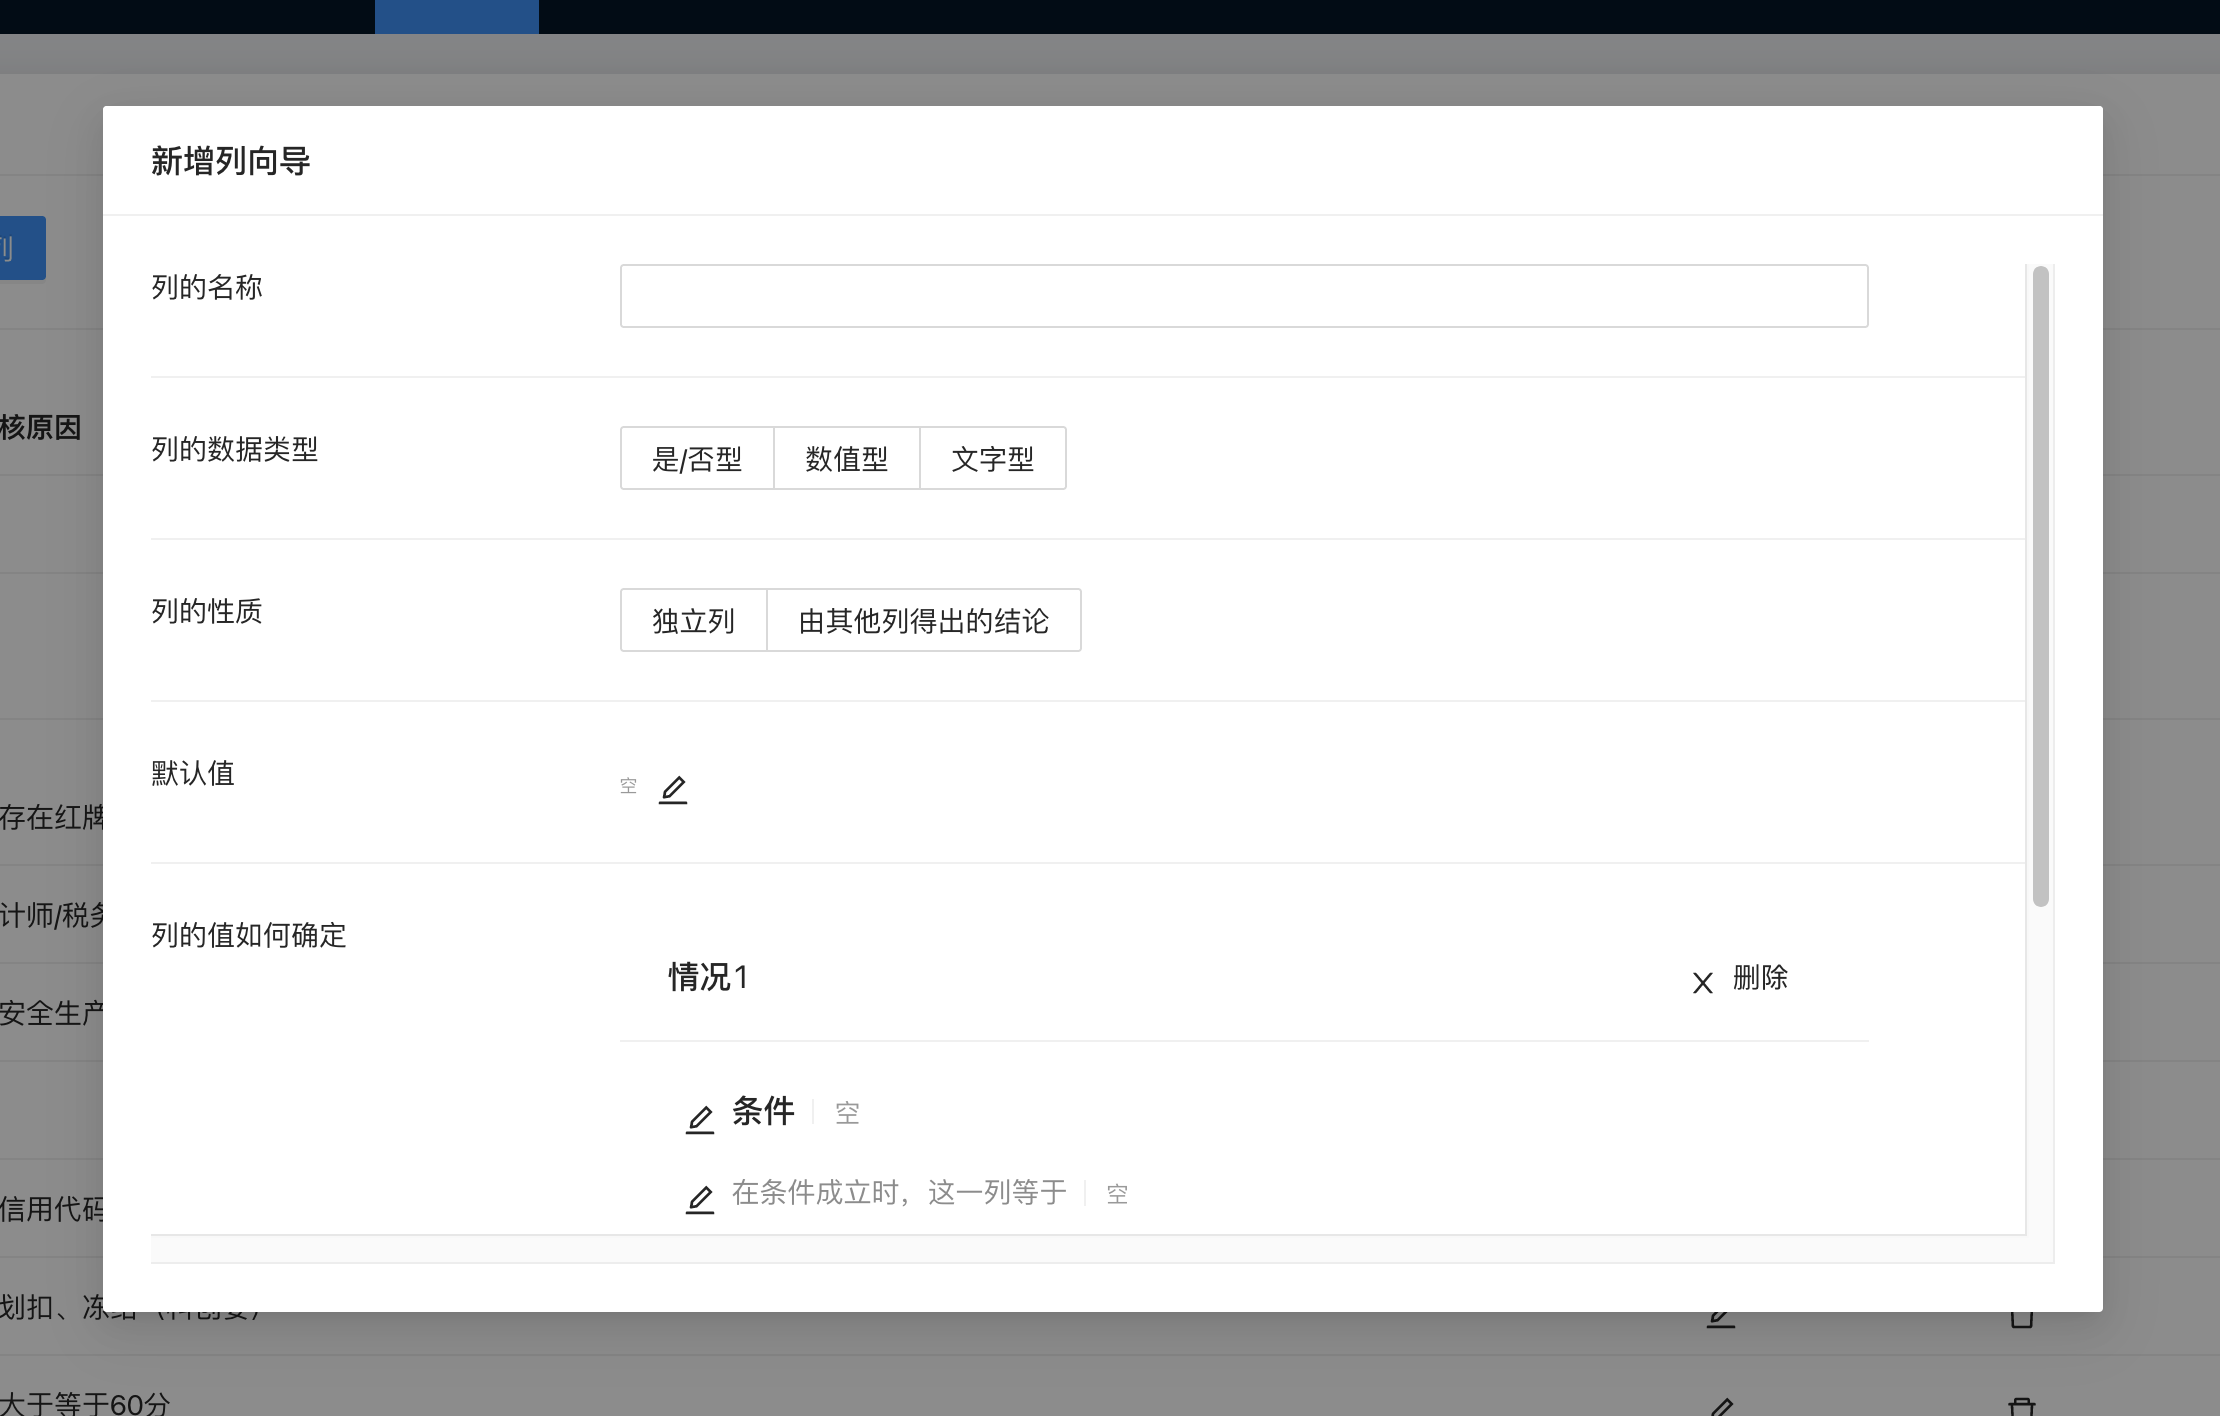 新增列向导
列
列的名称
核原因
列的数据类型 是/否型 数值型 文字型
列的性质 独立列 由其他列得出的结论
默认值 空
存在红牌
计师/税务
列的值如何确定
情况1 X 删除
安全生产
条件 空
信用代码
在条件成立时，这一列等于 空
划扣、冻结
大于等于60分